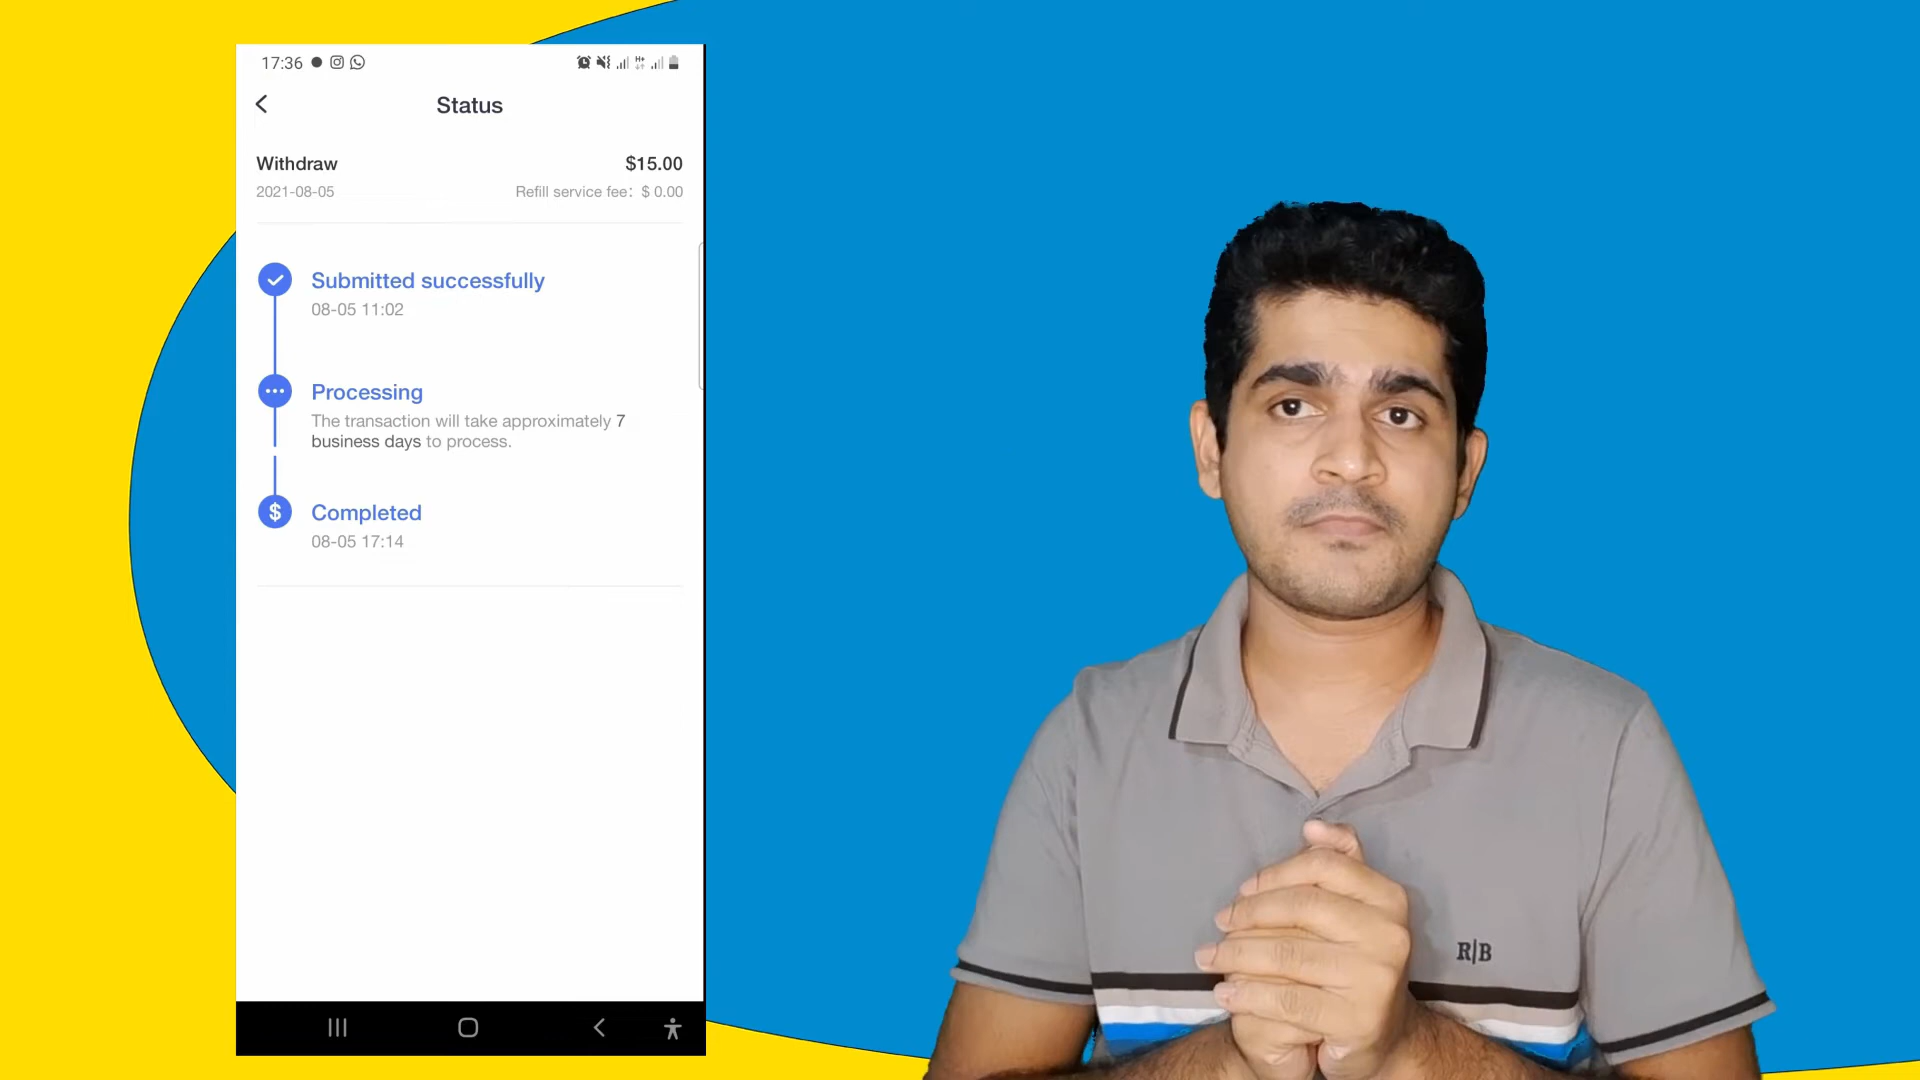 17:36
Status
Withdraw $15.00
2021-08-05 Refill service fee: $ 0.00
Submitted successfully
08-05 11:02
Processing
The transaction will take approximately 7
business days to process.
$ Completed
08-05 17:14
R|B